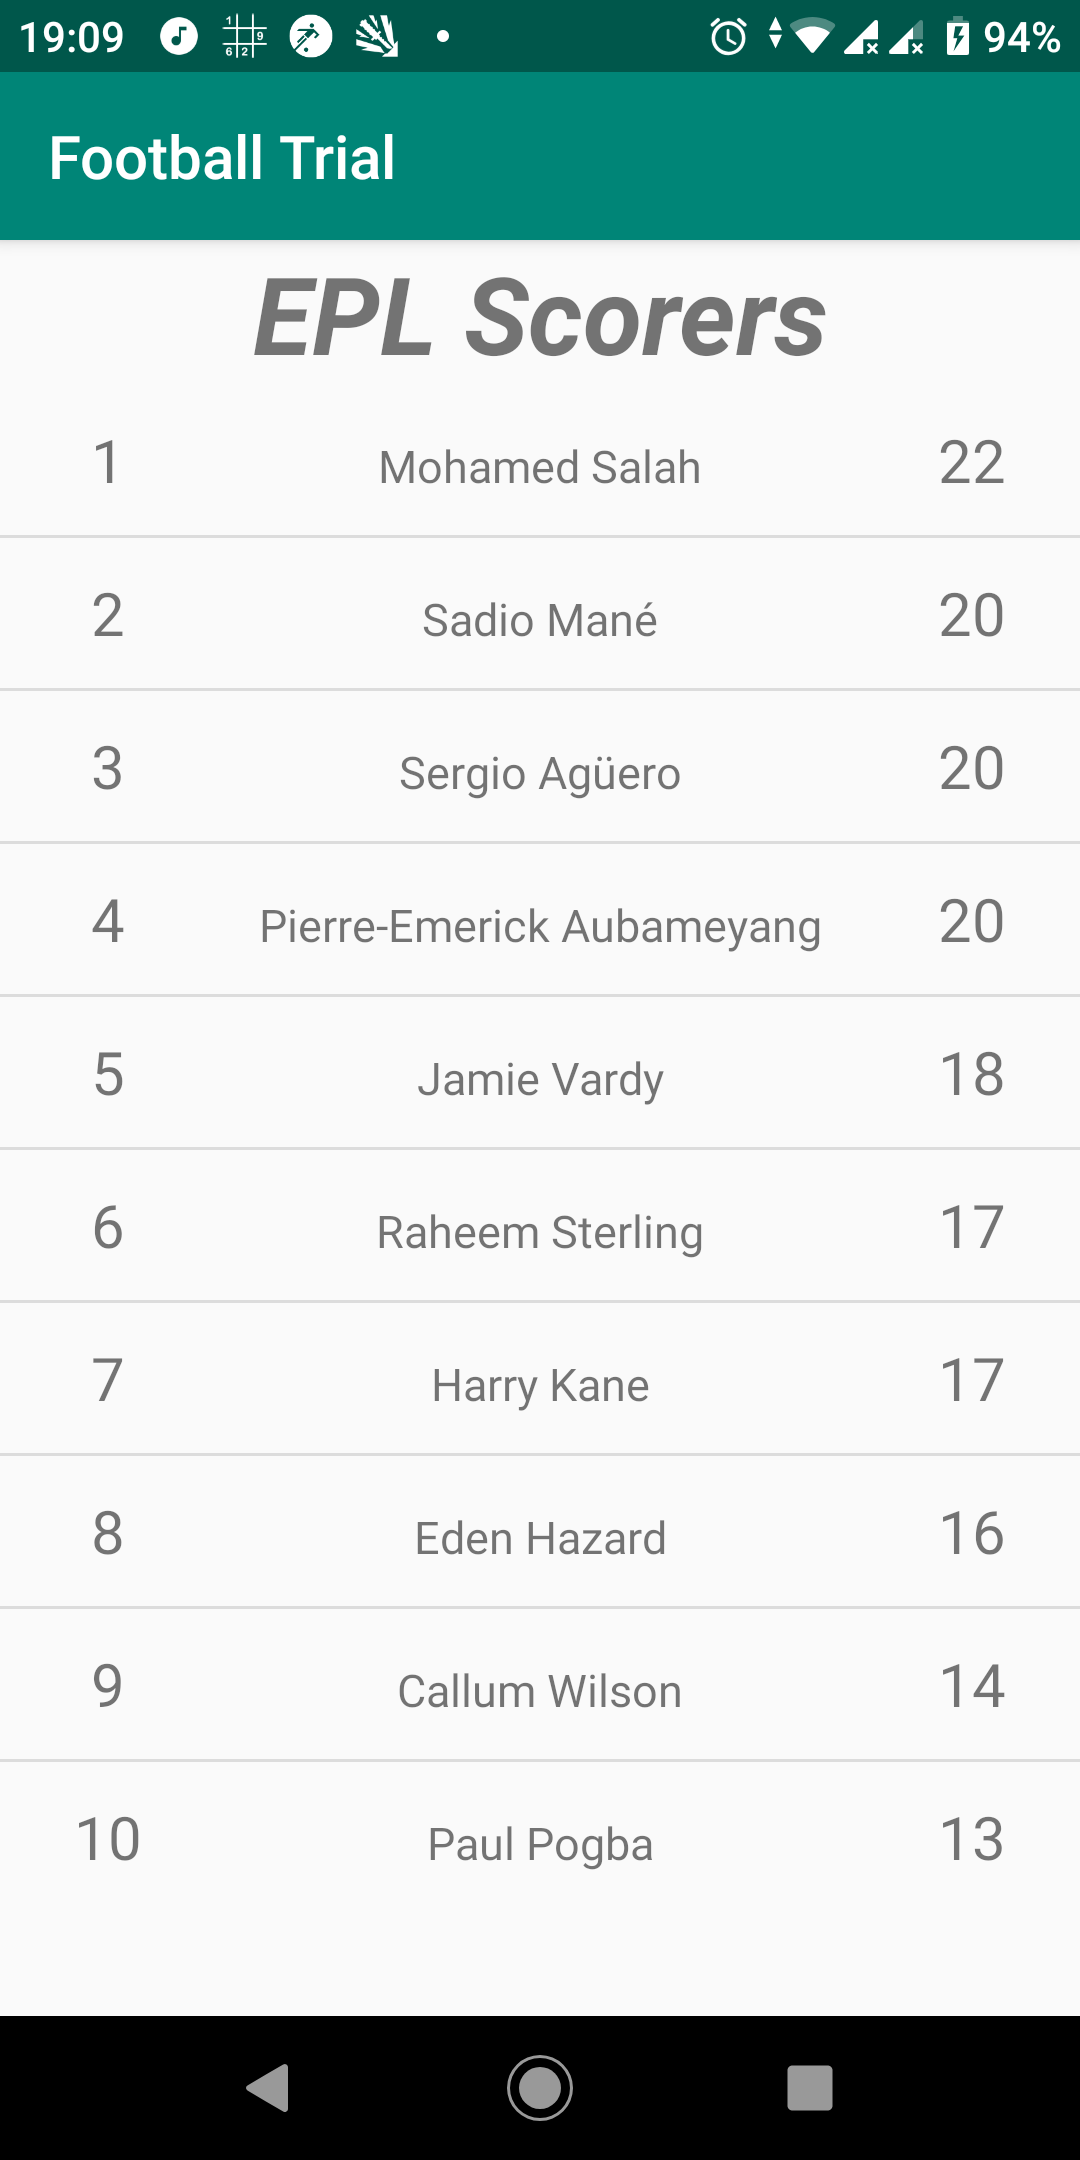 19:09 94%
Football Trial
EPL Scorers
1 Mohamed Salah 22
2 Sadio Mané 20
3 Sergio Agüero 20
4 Pierre-Emerick Aubameyang 20
5 Jamie Vardy 18
6 Raheem Sterling 17
7 Harry Kane 17
8 Eden Hazard 16
9 Callum Wilson 14
10 Paul Pogba 13